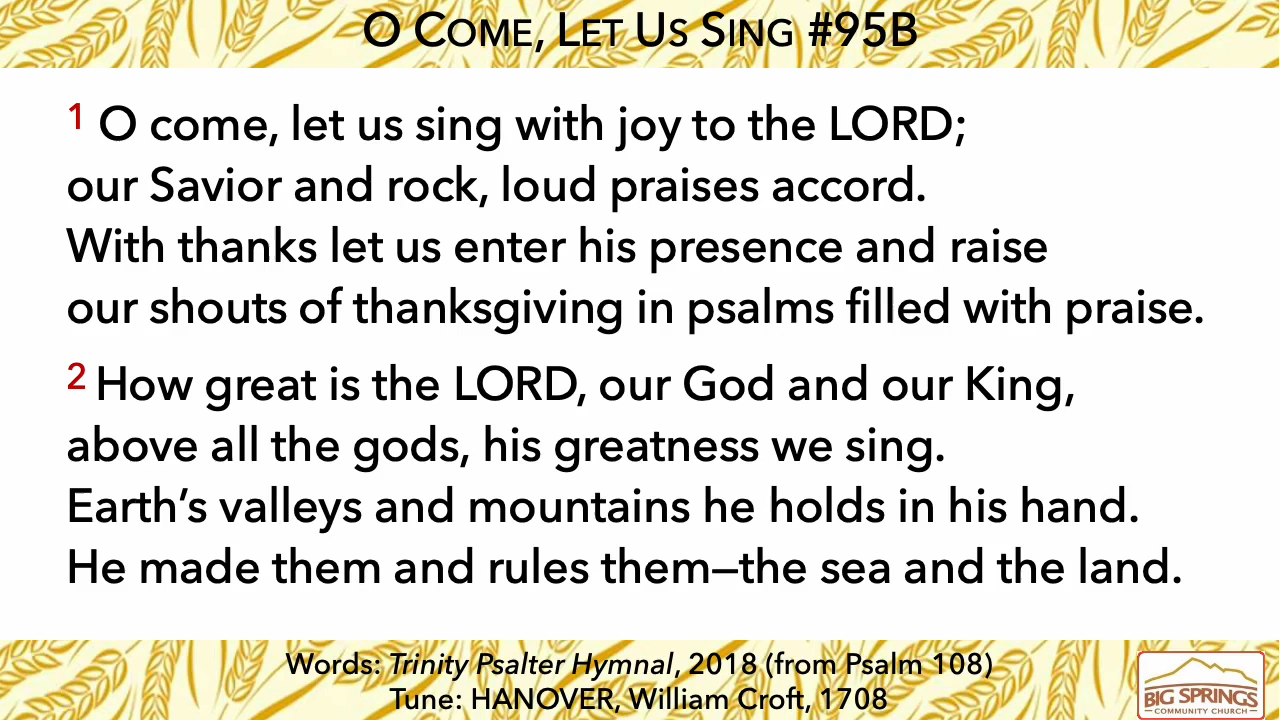 O COME, LET US SING #95B
1 O come, let us sing with joy to the LORD;
our Savior and rock, loud praises accord.
With thanks let us enter his presence and raise
our shouts of thanksgiving in psalms filled with praise.
2 How great is the LORD, our God and our King,
above all the gods, his greatness we sing.
Earth’s valleys and mountains he holds in his hand.
He made them and rules them–the sea and the land.
Words: Trinity Psalter Hymnal, 2018 (from Psalm 108)
Tune: HANOVER, William Croft, 1708
BIG SPRINGS
COMMUNITY CHURCH